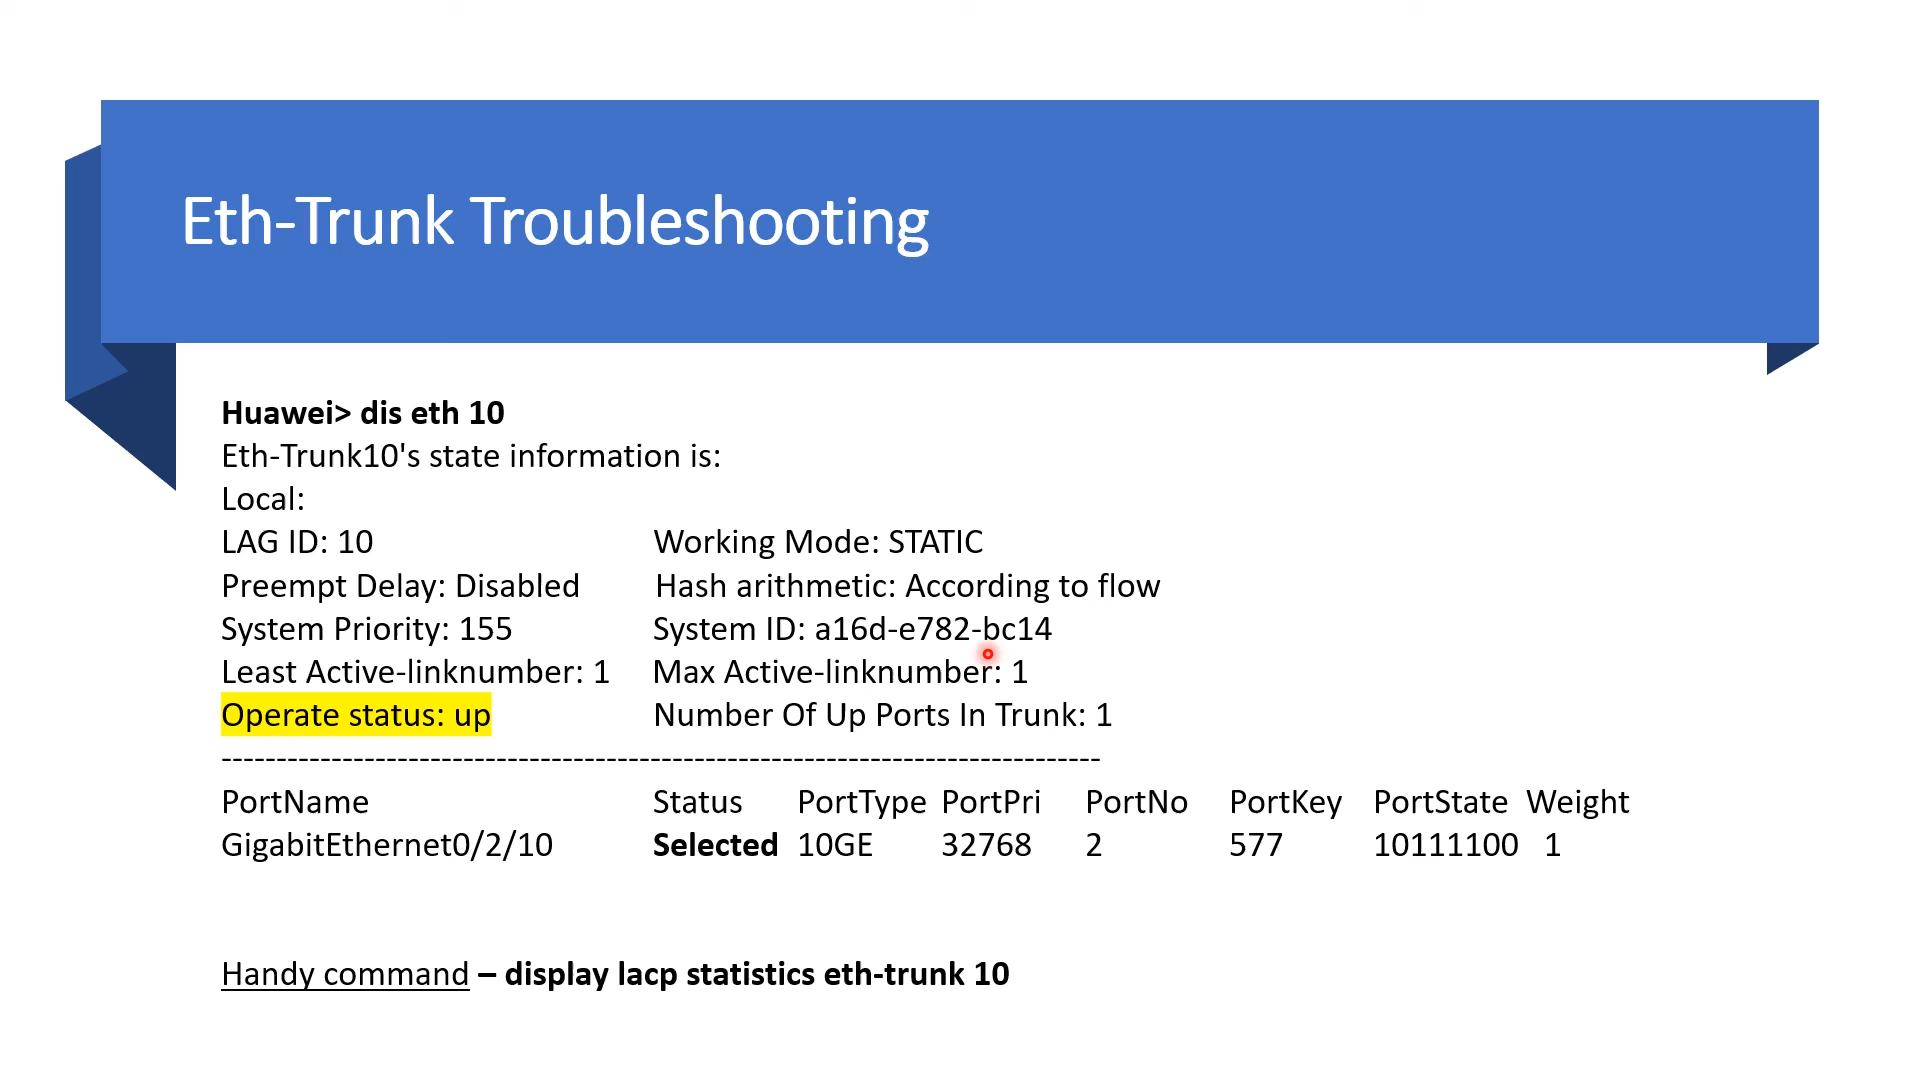 Eth-Trunk Troubleshooting
Huawei> dis eth 10
Eth-Trunk10's state information is:
Local:
LAG ID: 10 Working Mode: STATIC
Preempt Delay: Disabled Hash arithmetic: According to flow
System Priority: 155 System ID: a16d-e782-bc14
Least Active-linknumber: 1 Max Active-linknumber: 1
Operate status: up Number Of Up Ports In Trunk: 1
--------------------------------------------------------------------------------
PortName Status PortType PortPri PortNo PortKey PortState Weight
GigabitEthernet0/2/10 Selected 10GE 32768 2 577 10111100 1
Handy command – display lacp statistics eth-trunk 10